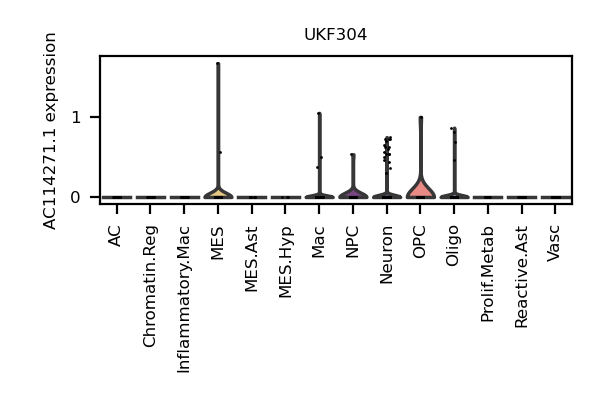 UKF304
AC114271.1 expression
1
0
AC
Chromatin.Reg
Inflammatory.Mac
MES
MES.Ast
MES.Hyp
Mac
NPC
Neuron
OPC
Oligo
Prolif.Metab
Reactive.Ast
Vasc